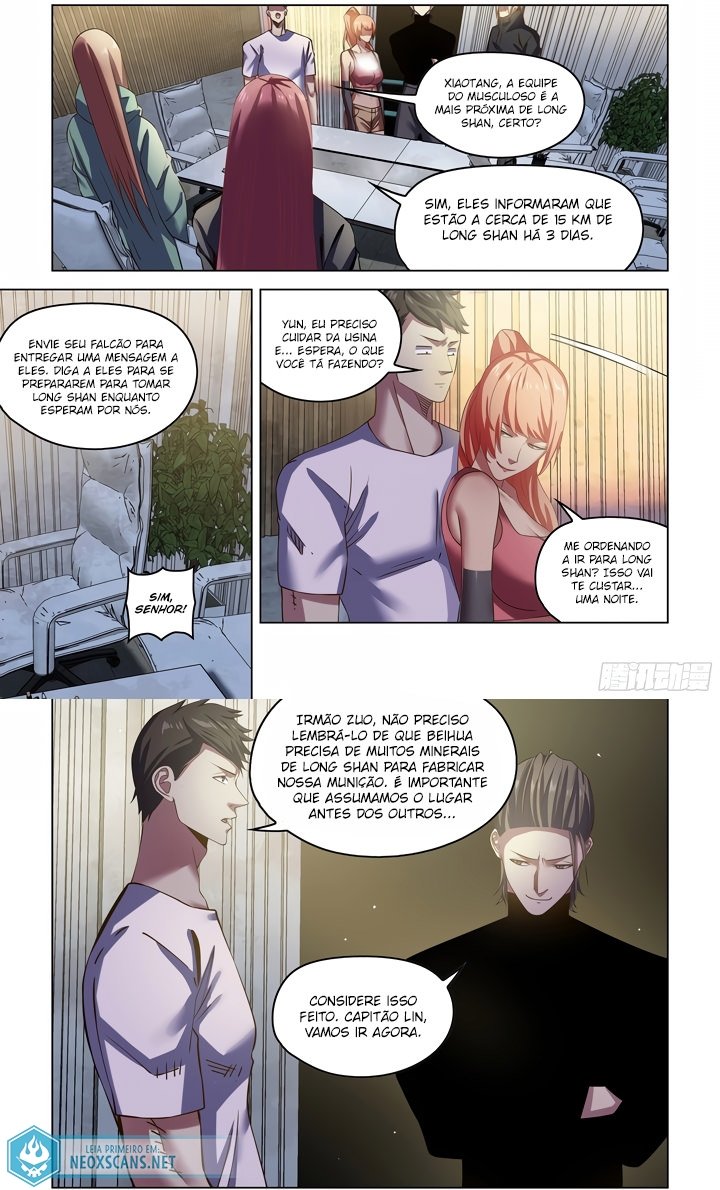 XIAOTANG, A EQUIPE
DO MUSCULOSO É A
MAIS PRÓXIMA DE LONG
SHAN, CERTO?
SIM, ELES INFORMARAM QUE
ESTÃO A CERCA DE 15 KM DE
LONG SHAN HÁ 3 DIAS.
ENVIE SEU FALCÃO PARA
ENTREGAR UMA MENSAGEM A
ELES. DIGA A ELES PARA SE
PREPARAREM PARA TOMAR
LONG SHAN ENQUANTO
ESPERAM POR NÓS.
SIM,
SENHOR!
YUN, EU PRECISO
CUIDAR DA USINA
E... ESPERA, O QUE
VOCÊ TÁ FAZENDO?
ME ORDENANDO
A IR PARA LONG
SHAN? ISSO VAI
TE CUSTAR...
UMA NOITE.
腾讯动漫
IRMÃO ZUO, NÃO PRECISO
LEMBRÁ-LO DE QUE BEIHUA
PRECISA DE MUITOS MINERAIS
DE LONG SHAN PARA FABRICAR
NOSSA MUNIÇÃO. É IMPORTANTE
QUE ASSUMAMOS O LUGAR
ANTES DOS OUTROS...
CONSIDERE ISSO
FEITO. CAPITÃO LIN,
VAMOS IR AGORA.
LEIA PRIMEIRO EM:
NEOXSCANS.NET